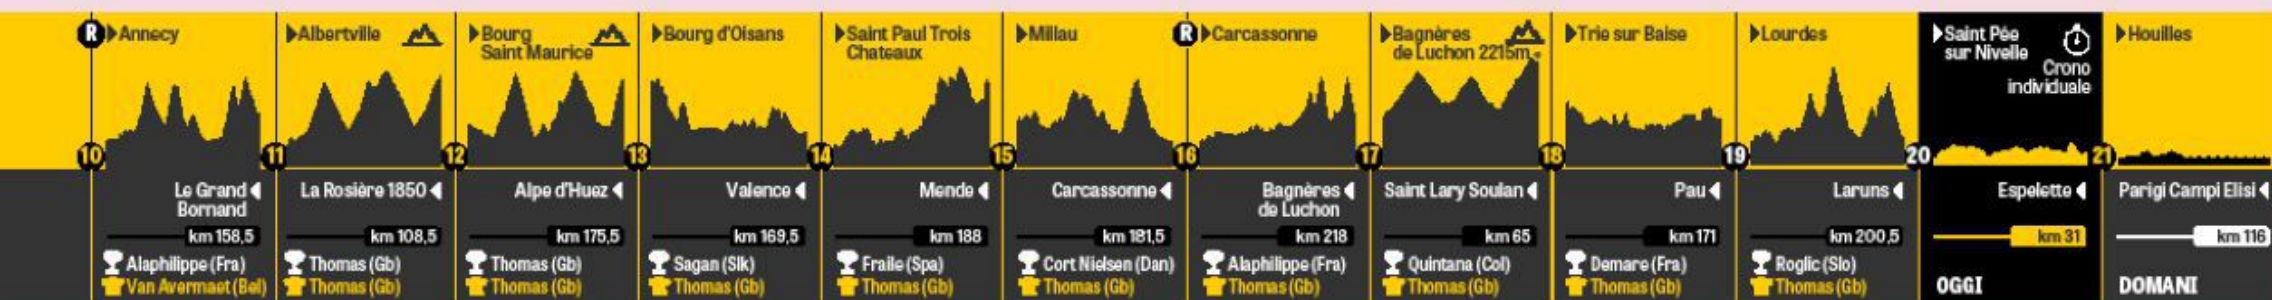 R Annecy
10
Le Grand
Bornand
km 158,5
Alaphilippe (Fra)
Van Avermaet (Bel)
Albertville
11
La Rosière 1850
km 108,5
Thomas (Gb)
Thomas (Gb)
Bourg
Saint Maurice
12
Alpe d'Huez
km 175,5
Thomas (Gb)
Thomas (Gb)
Bourg d'Oisans
13
Valence
km 169,5
Sagan (Slk)
Thomas (Gb)
Saint Paul Trois
Chateaux
14
Mende
km 188
Fraile (Spa)
Thomas (Gb)
Millau
15
Carcassonne
km 181,5
Cort Nielsen (Dan)
Thomas (Gb)
R Carcassonne
16
Bagnères
de Luchon
km 218
Alaphilippe (Fra)
Thomas (Gb)
Bagnères
de Luchon 2215m
17
Saint Lary Soulan
km 65
Quintana (Col)
Thomas (Gb)
Trie sur Baise
18
Pau
km 171
Demare (Fra)
Thomas (Gb)
Lourdes
19
Laruns
km 200,5
Roglic (Slo)
Thomas (Gb)
Saint Pée
sur Nivelle
Crono
individuale
20
Espelette
km 31
OGGI
Houilles
21
Parigi Campi Elisi
km 116
DOMANI